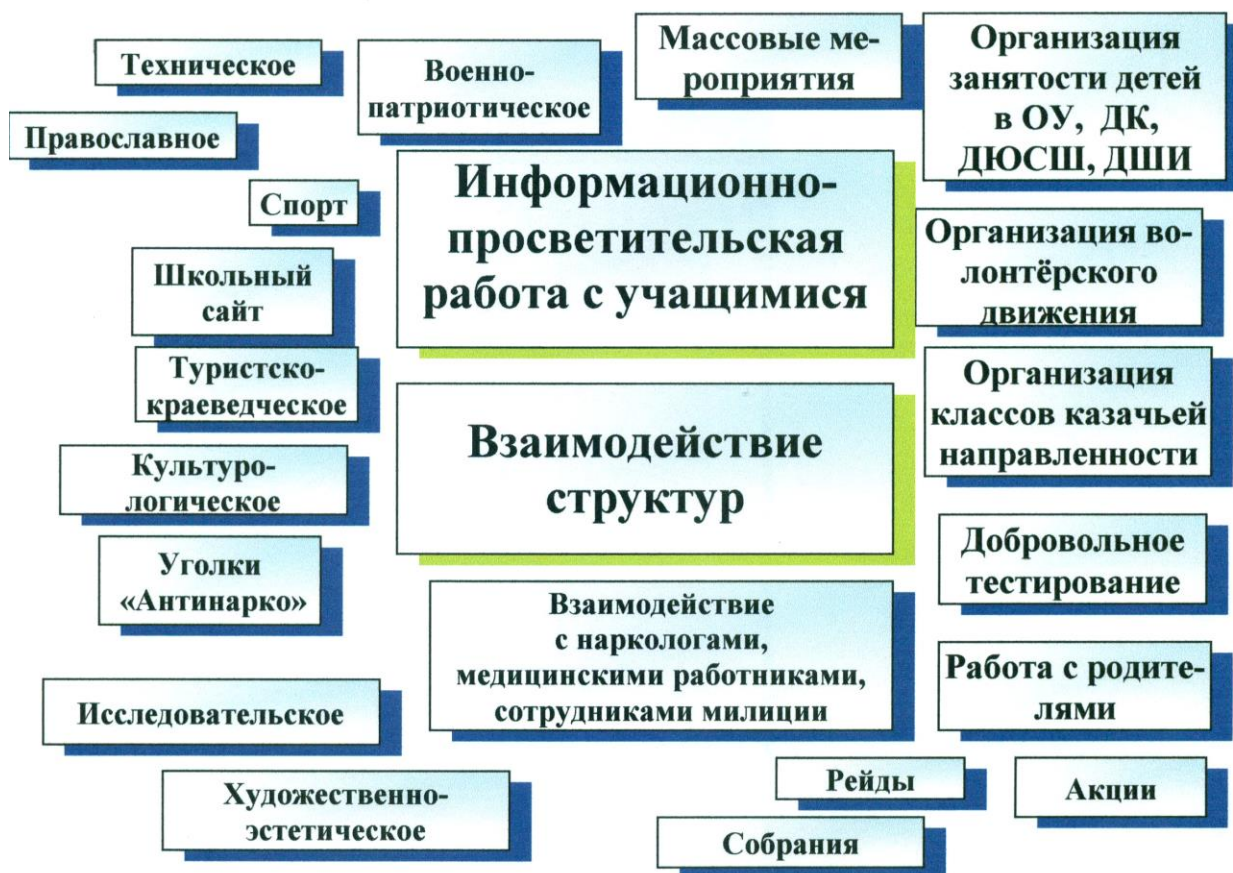 Техническое
Военно-
патриотическое
Массовые ме-
роприятия
Организация
занятости детей
в ОУ, ДК,
ДЮСШ, ДШИ
Православное
Спорт
Информационно-
просветительская
работа с учащимися
Организация во-
лонтёрского
движения
Школьный
сайт
Туристско-
краеведческое
Организация
классов казачьей
направленности
Взаимодействие
структур
Культуро-
логическое
Уголки
«Антинарко»
Добровольное
тестирование
Взаимодействие
с наркологами,
медицинскими работниками,
сотрудниками милиции
Работа с родите-
лями
Исследовательское
Художественно-
эстетическое
Рейды
Акции
Собрания